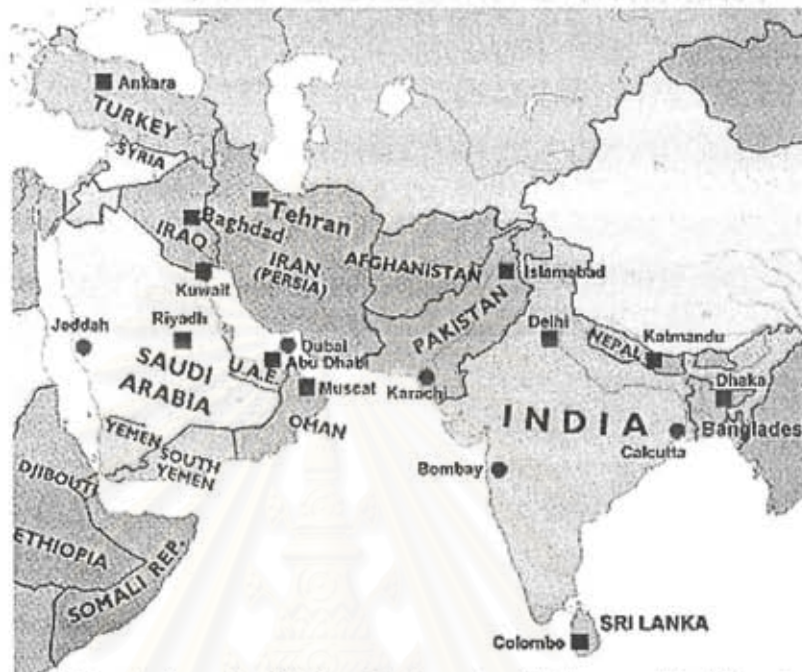 Ankara
TURKEY
SYRIA
Tehran
Baghdad
IRAQ
IRAN
(PERSIA)
AFGHANISTAN
Islamabad
Kuwait
PAKISTAN
Jeddah
Riyadh
Dubai
Delhi
NEPAL
Katmandu
U.A.E.
Abu Dhabi
SAUDI
ARABIA
Muscat
Karachi
Dhaka
OMAN
INDIA
Banglades
YEMEN
SOUTH
YEMEN
Calcutta
Bombay
DJIBOUTI
ETHIOPIA
SOMALI REP.
SRI LANKA
Colombo